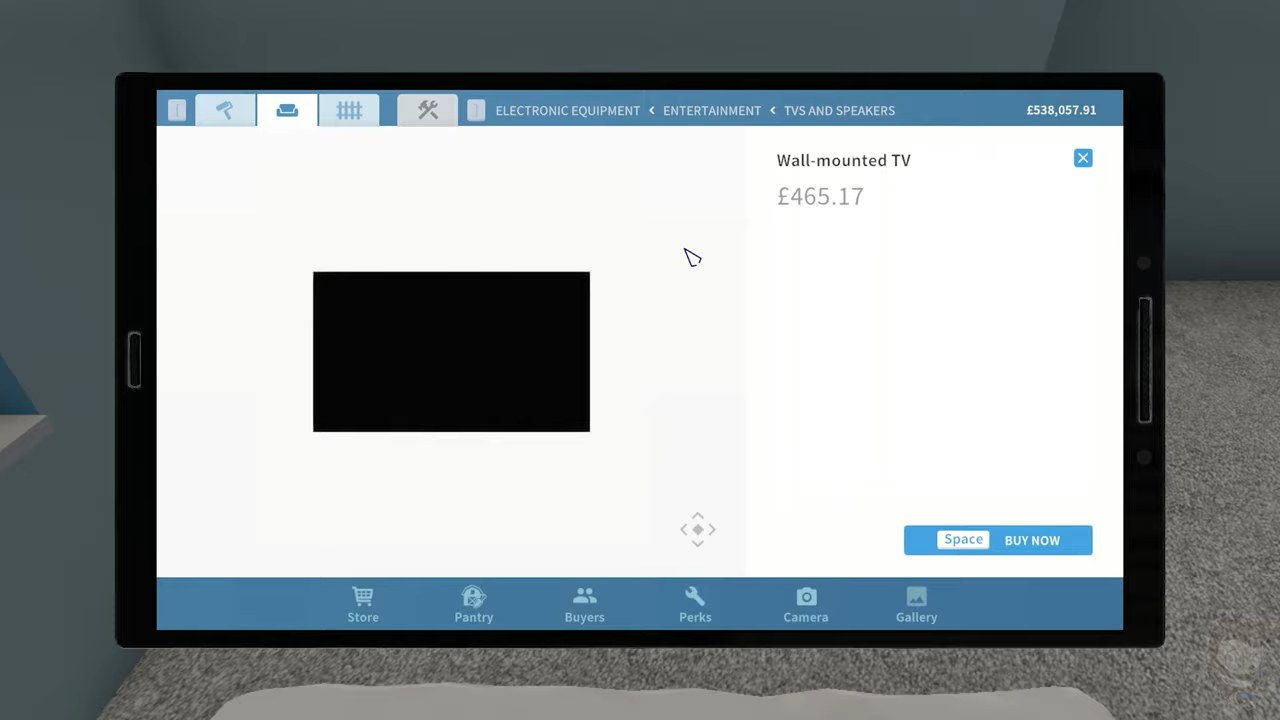 ELECTRONIC EQUIPMENT < ENTERTAINMENT < TVS AND SPEAKERS £538,057.91
Wall-mounted TV
£465.17
Space BUY NOW
Store Pantry Buyers Perks Camera Gallery